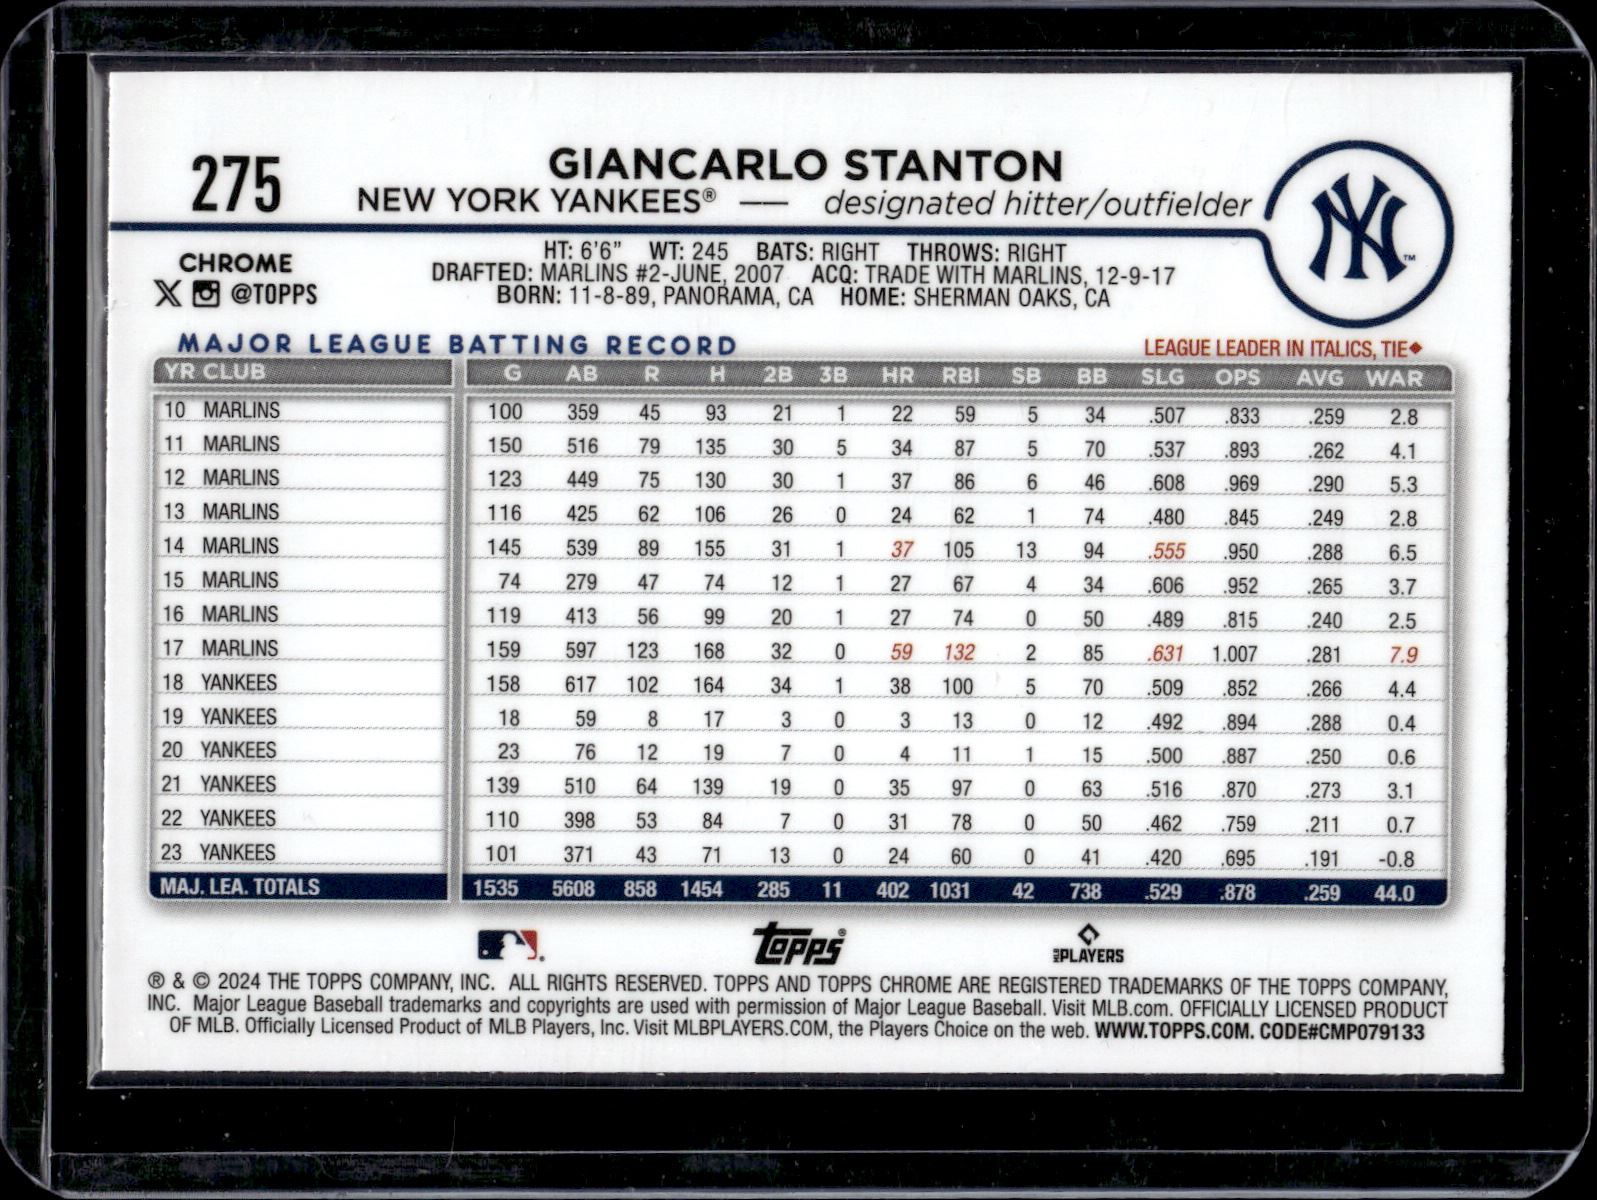 275
GIANCARLO STANTON
NEW YORK YANKEES® — designated hitter/outfielder
NY ™
CHROME
X @TOPPS
HT: 6'6" WT: 245 BATS: RIGHT THROWS: RIGHT
DRAFTED: MARLINS #2-JUNE, 2007 ACQ: TRADE WITH MARLINS, 12-9-17
BORN: 11-8-89, PANORAMA, CA HOME: SHERMAN OAKS, CA
MAJOR LEAGUE BATTING RECORD
LEAGUE LEADER IN ITALICS, TIE◆
YR CLUB G AB R H 2B 3B HR RBI SB BB SLG OPS AVG WAR
10 MARLINS 100 359 45 93 21 1 22 59 5 34 .507 .833 .259 2.8
11 MARLINS 150 516 79 135 30 5 34 87 5 70 .537 .893 .262 4.1
12 MARLINS 123 449 75 130 30 1 37 86 6 46 .608 .969 .290 5.3
13 MARLINS 116 425 62 106 26 0 24 62 1 74 .480 .845 .249 2.8
14 MARLINS 145 539 89 155 31 1 37 105 13 94 .555 .950 .288 6.5
15 MARLINS 74 279 47 74 12 1 27 67 4 34 .606 .952 .265 3.7
16 MARLINS 119 413 56 99 20 1 27 74 0 50 .489 .815 .240 2.5
17 MARLINS 159 597 123 168 32 0 59 132 2 85 .631 1.007 .281 7.9
18 YANKEES 158 617 102 164 34 1 38 100 5 70 .509 .852 .266 4.4
19 YANKEES 18 59 8 17 3 0 3 13 0 12 .492 .894 .288 0.4
20 YANKEES 23 76 12 19 7 0 4 11 1 15 .500 .887 .250 0.6
21 YANKEES 139 510 64 139 19 0 35 97 0 63 .516 .870 .273 3.1
22 YANKEES 110 398 53 84 7 0 31 78 0 50 .462 .759 .211 0.7
23 YANKEES 101 371 43 71 13 0 24 60 0 41 .420 .695 .191 -0.8
MAJ. LEA. TOTALS 1535 5608 858 1454 285 11 402 1031 42 738 .529 .878 .259 44.0
Topps®
MLB PLAYERS
® & © 2024 THE TOPPS COMPANY, INC. ALL RIGHTS RESERVED. TOPPS AND TOPPS CHROME ARE REGISTERED TRADEMARKS OF THE TOPPS COMPANY,
INC. Major League Baseball trademarks and copyrights are used with permission of Major League Baseball. Visit MLB.com. OFFICIALLY LICENSED PRODUCT
OF MLB. Officially Licensed Product of MLB Players, Inc. Visit MLBPLAYERS.COM, the Players Choice on the web. WWW.TOPPS.COM. CODE#CMP079133